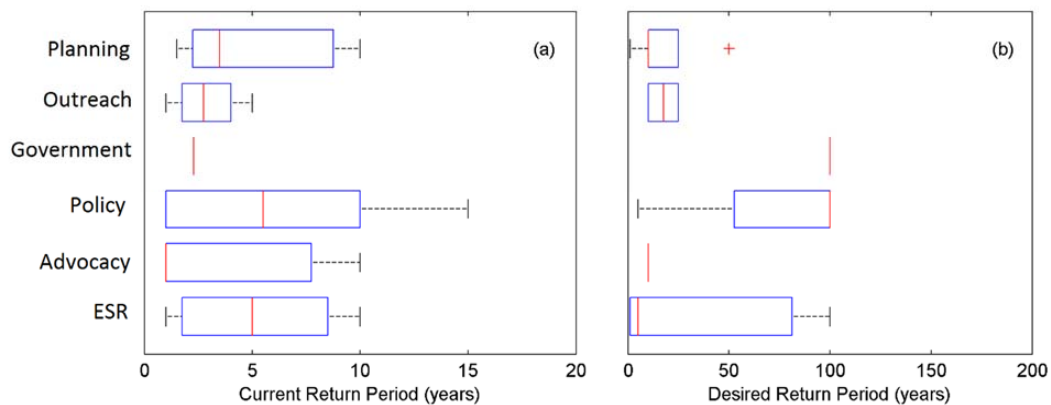 Planning
Outreach
Government
Policy
Advocacy
ESR
(a)
0 5 10 15 20
Current Return Period (years)
(b)
0 50 100 150 200
Desired Return Period (years)